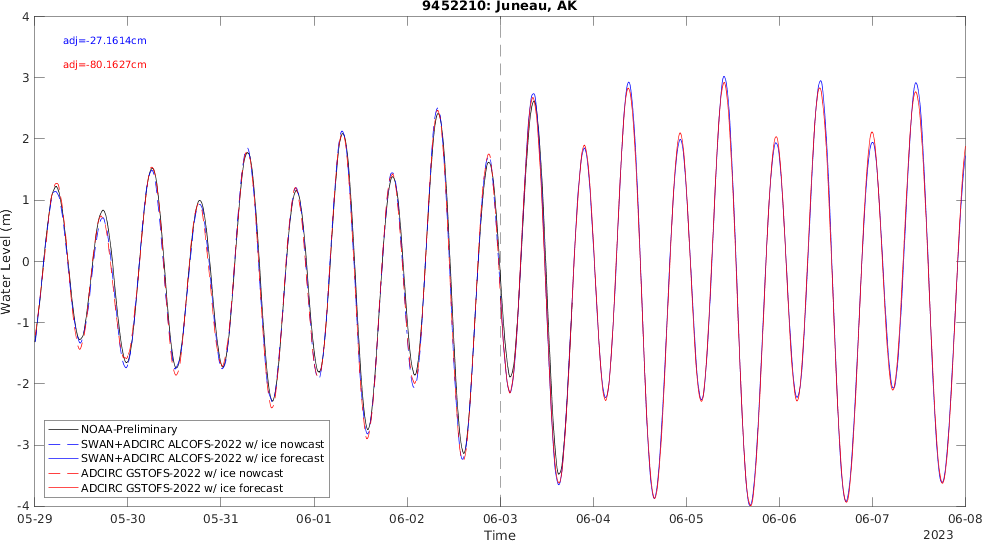 9452210: Juneau, AK
adj=-27.1614cm
adj=-80.1627cm
Water Level (m)
4
3
2
1
0
-1
-2
-3
-4
NOAA-Preliminary
SWAN+ADCIRC ALCOFS-2022 w/ ice nowcast
SWAN+ADCIRC ALCOFS-2022 w/ ice forecast
ADCIRC GSTOFS-2022 w/ ice nowcast
ADCIRC GSTOFS-2022 w/ ice forecast
05-29 05-30 05-31 06-01 06-02 06-03 06-04 06-05 06-06 06-07 06-08
Time
2023